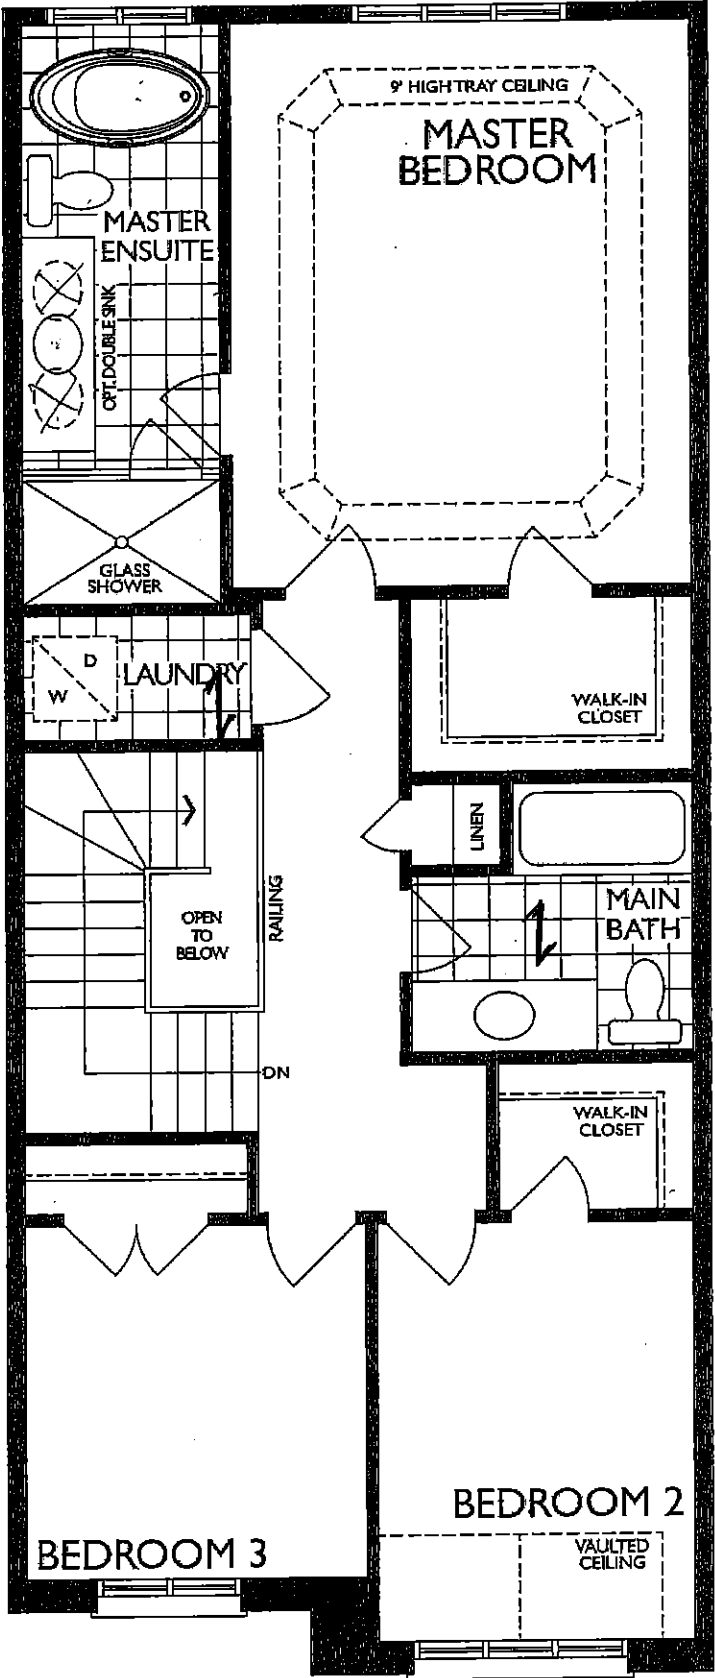 9' HIGH TRAY CEILING
MASTER
BEDROOM
MASTER
ENSUITE
OPT. DOUBLE SINK
GLASS
SHOWER
D
W
LAUNDRY
WALK-IN
CLOSET
LINEN
RAILING
OPEN
TO
BELOW
MAIN
BATH
DN
WALK-IN
CLOSET
BEDROOM 2
VAULTED
CEILING
BEDROOM 3